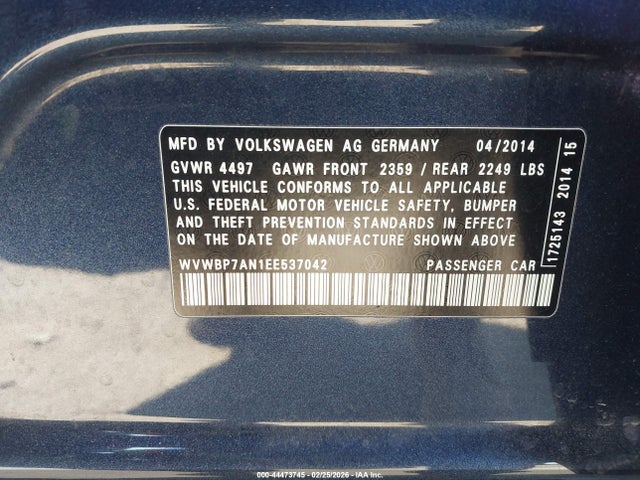 MFD BY VOLKSWAGEN AG GERMANY 04/2014
GVWR 4497 GAWR FRONT 2359 / REAR 2249 LBS
THIS VEHICLE CONFORMS TO ALL APPLICABLE
U.S. FEDERAL MOTOR VEHICLE SAFETY, BUMPER
AND THEFT PREVENTION STANDARDS IN EFFECT
ON THE DATE OF MANUFACTURE SHOWN ABOVE
WVWBP7AN1EE537042 PASSENGER CAR
1725143 2014 15
000-44473745 - 02/25/2026 - IAA Inc.